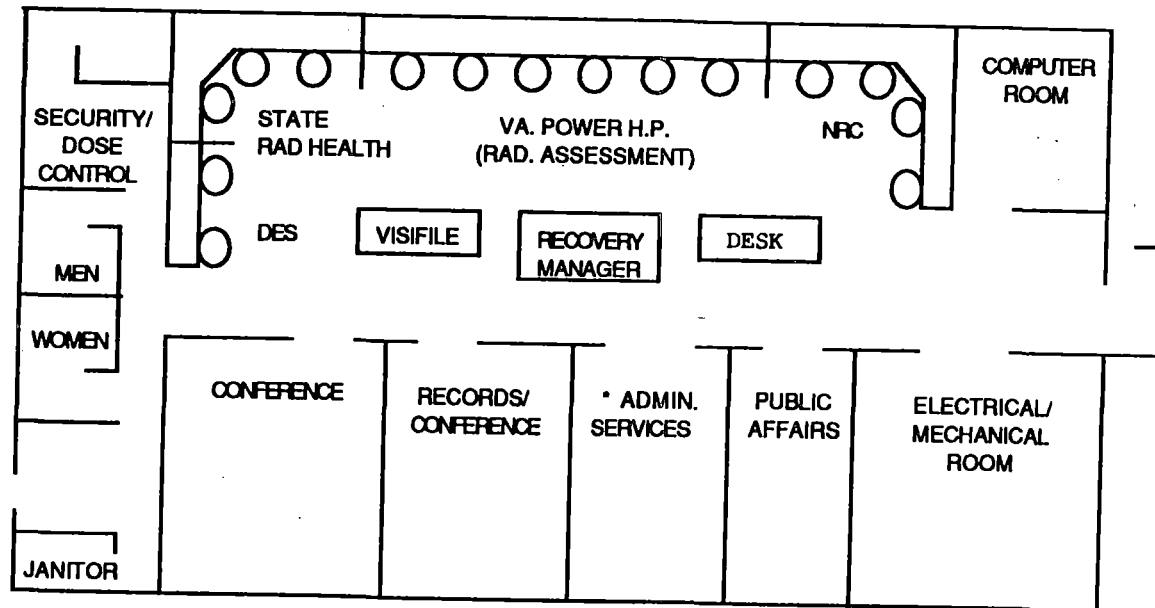 SECURITY/
DOSE
CONTROL
STATE
RAD HEALTH
VA. POWER H.P.
(RAD. ASSESSMENT)
NRC
COMPUTER
ROOM
DES
VISIFILE
RECOVERY
MANAGER
DESK
MEN
WOMEN
CONFERENCE
RECORDS/
CONFERENCE
* ADMIN.
SERVICES
PUBLIC
AFFAIRS
ELECTRICAL/
MECHANICAL
ROOM
JANITOR